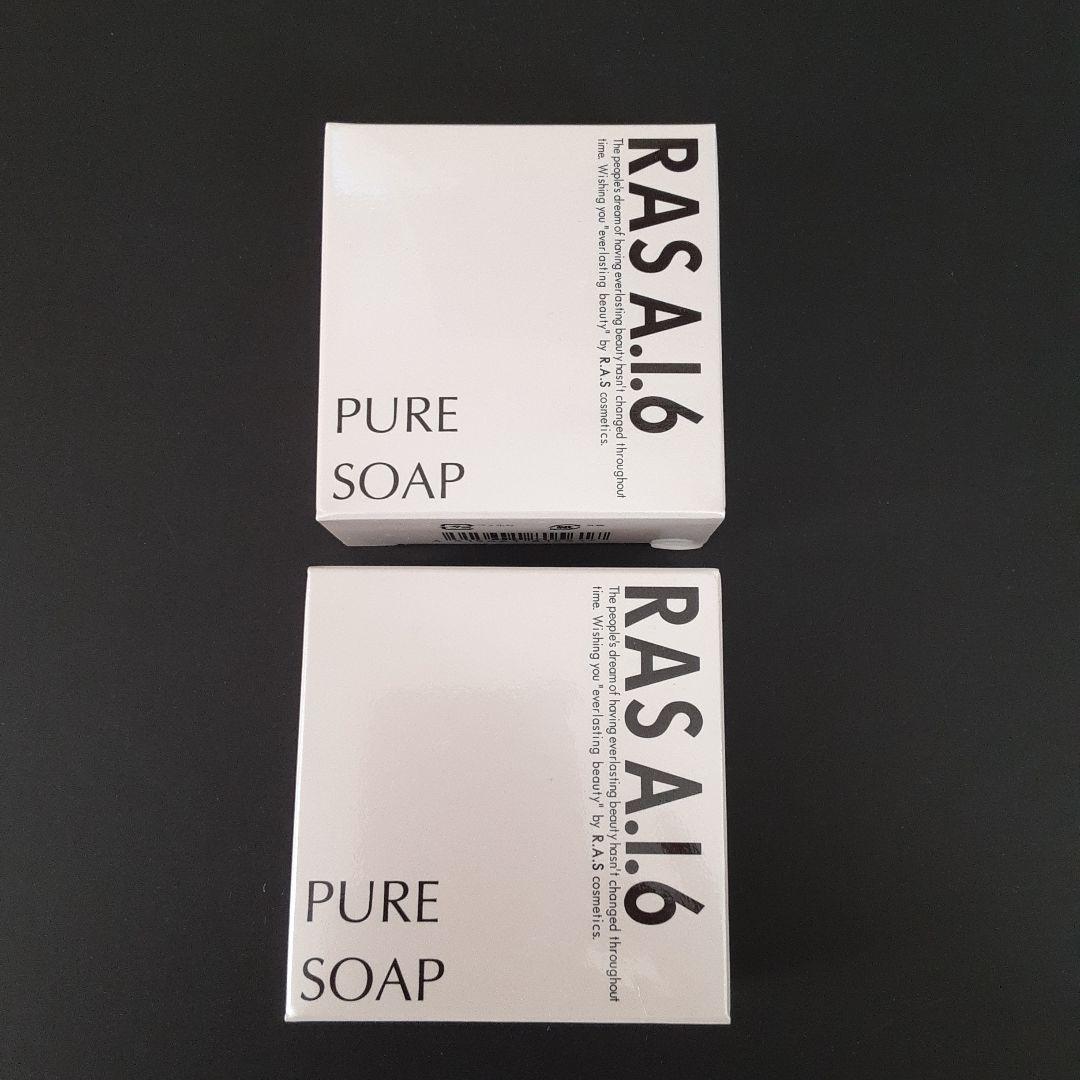 RAS A.I.6
The people's dream of having everlasting beauty hasn't changed throughout
time. Wishing you "everlasting beauty" by R.A.S cosmetics.
PURE
SOAP
RAS A.I.6
The people's dream of having everlasting beauty hasn't changed throughout
time. Wishing you "everlasting beauty" by R.A.S cosmetics.
PURE
SOAP